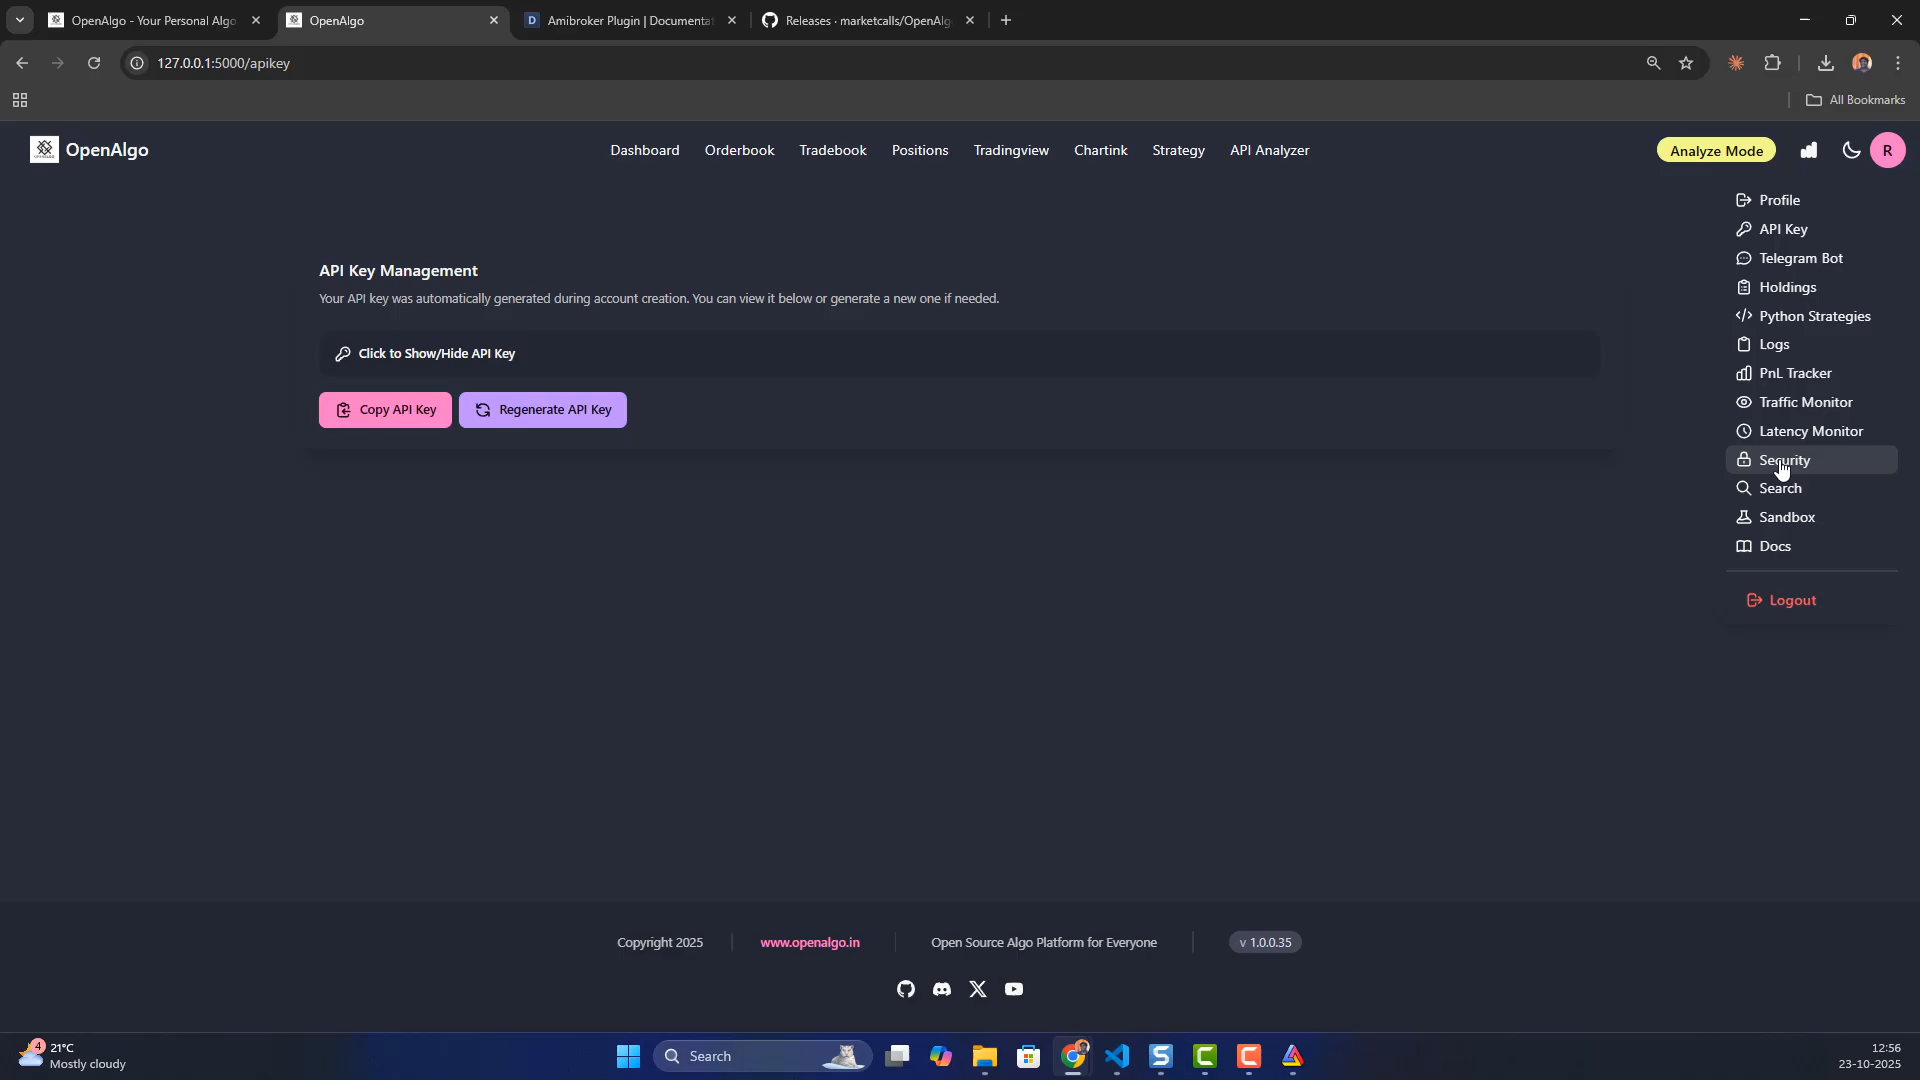 OpenAlgo - Your Personal Algo
OpenAlgo
Amibroker Plugin | Documentat
Releases · marketcalls/OpenAlg
127.0.0.1:5000/apikey
All Bookmarks
OpenAlgo
Dashboard
Orderbook
Tradebook
Positions
Tradingview
Chartink
Strategy
API Analyzer
Analyze Mode
R
Profile
API Key
Telegram Bot
Holdings
Python Strategies
Logs
PnL Tracker
Traffic Monitor
Latency Monitor
Security
Search
Sandbox
Docs
Logout
API Key Management
Your API key was automatically generated during account creation. You can view it below or generate a new one if needed.
Click to Show/Hide API Key
Copy API Key
Regenerate API Key
Copyright 2025
www.openalgo.in
Open Source Algo Platform for Everyone
v 1.0.0.35
4
21°C
Mostly cloudy
Search
12:56
23-10-2025